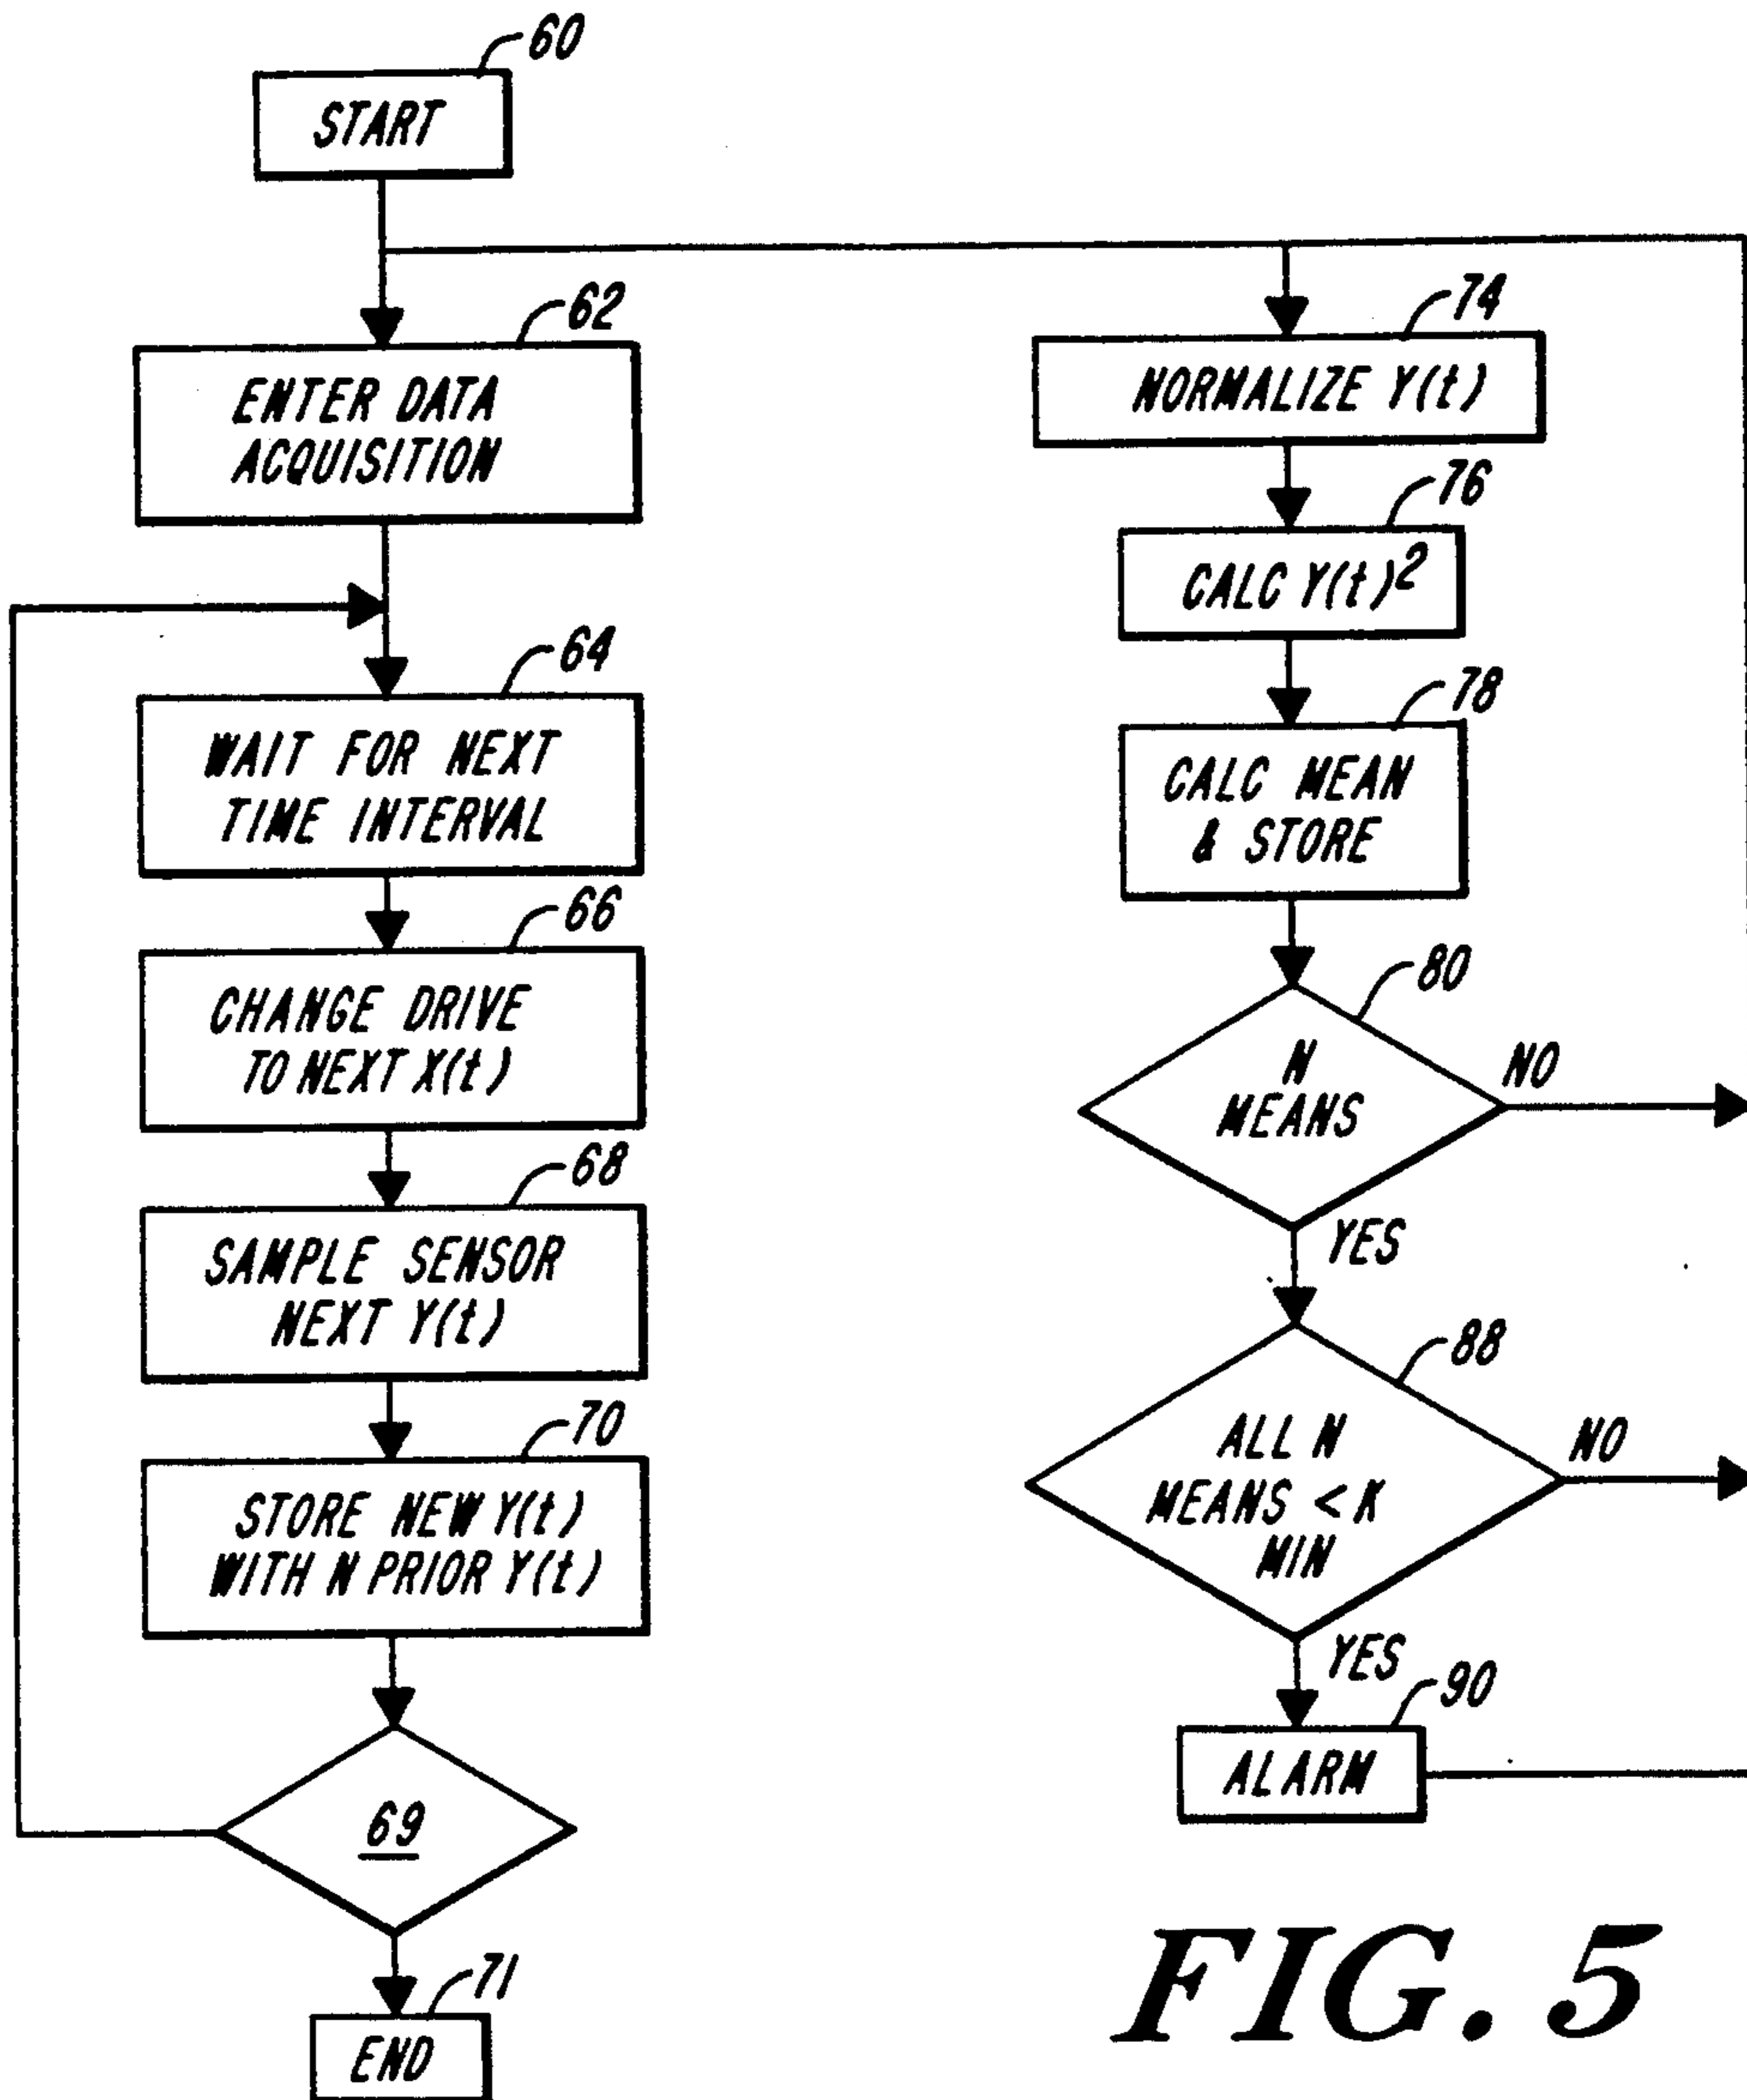 60
START
62
ENTER DATA
ACQUISITION
64
WAIT FOR NEXT
TIME INTERVAL
66
CHANGE DRIVE
TO NEXT X(t)
68
SAMPLE SENSOR
NEXT Y(t)
70
STORE NEW Y(t)
WITH N PRIOR Y(t)
69
71
END
74
NORMALIZE Y(t)
76
CALC Y(t)²
78
CALC MEAN
& STORE
80
N
MEANS
NO
YES
88
ALL N
MEANS < K
MIN
NO
YES
90
ALARM
FIG. 5